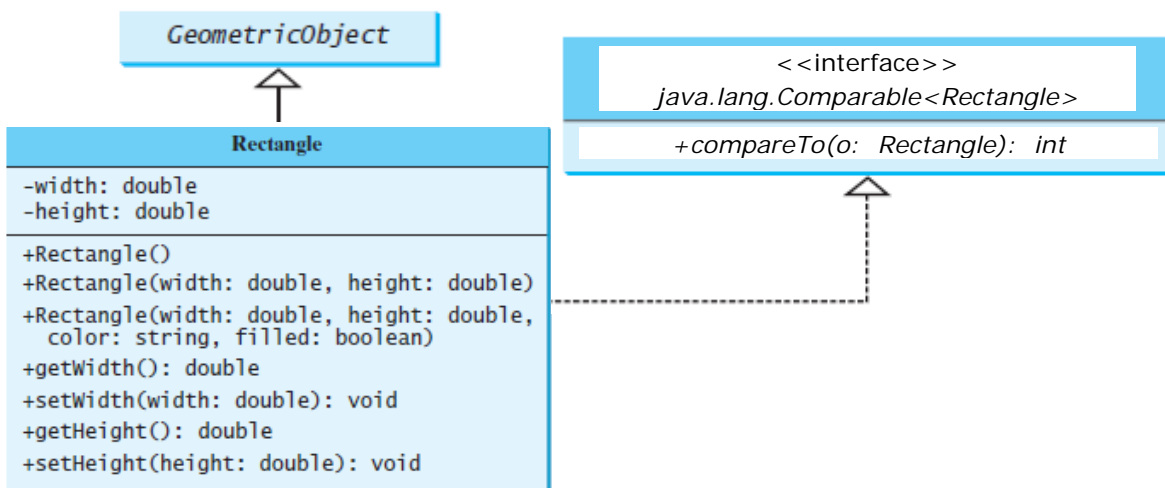 GeometricObject
Rectangle
-width: double
-height: double
+Rectangle()
+Rectangle(width: double, height: double)
+Rectangle(width: double, height: double,
color: string, filled: boolean)
+getWidth(): double
+setWidth(width: double): void
+getHeight(): double
+setHeight(height: double): void
<<interface>>
java.lang.Comparable<Rectangle>
+compareTo(o: Rectangle): int